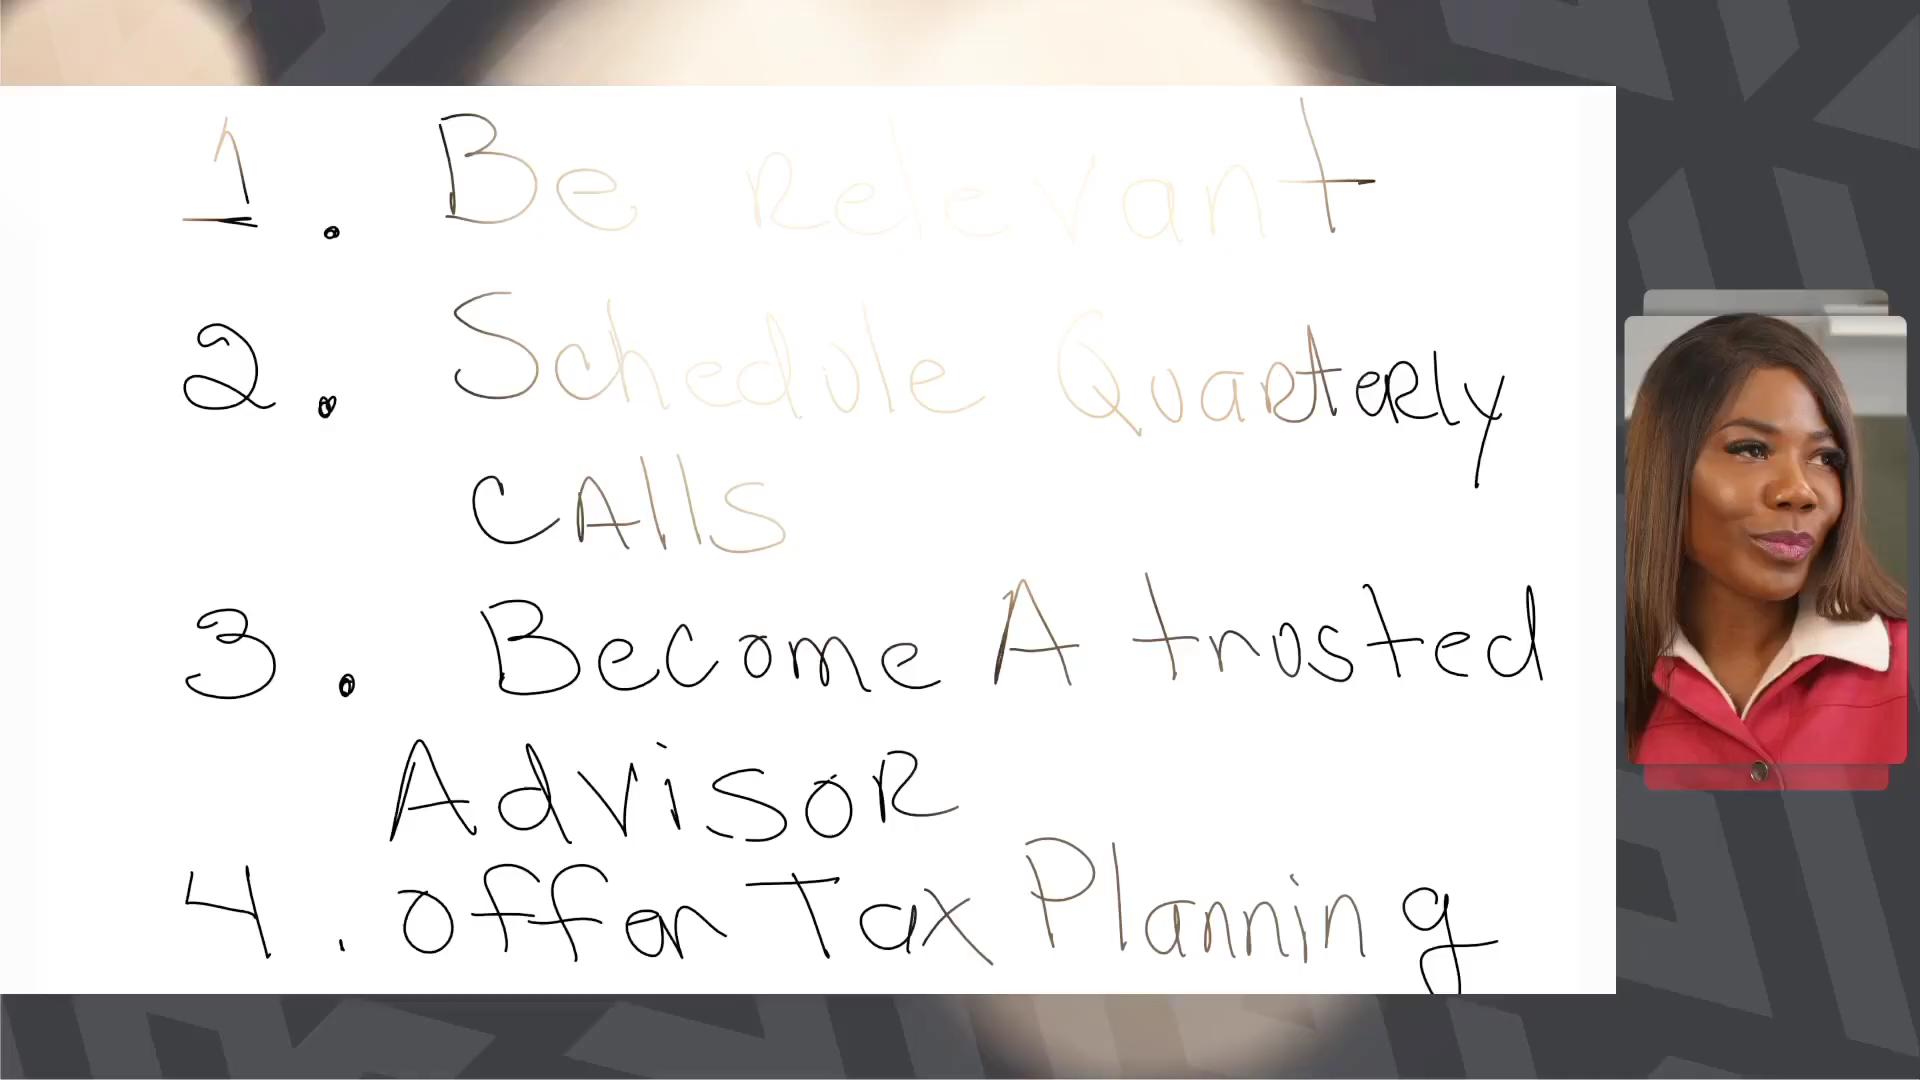 1. Be Relevant
2. Schedule Quarterly
CAlls
3. Become A trusted
AdvisoR
4. offer Tax Planning